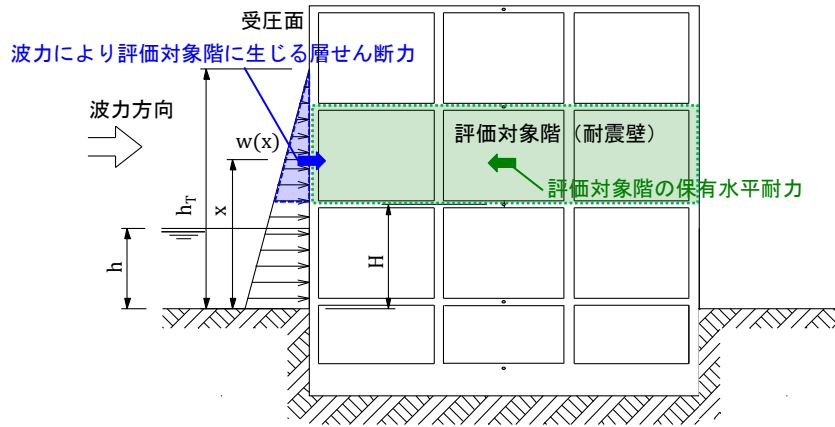 受圧面
波力により評価対象階に生じる層せん断力
波力方向
w(x)
評価対象階（耐震壁）
評価対象階の保有水平耐力
hT
x
h
H